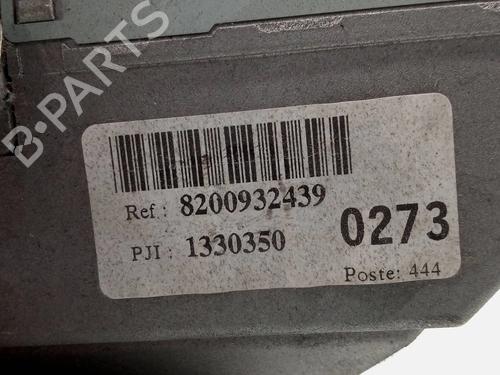 B-PARTS
Ref.: 8200932439
PJI : 1330350
0273
Poste: 444